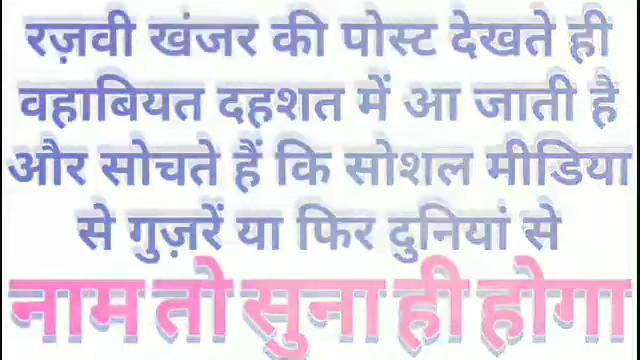 रज़वी खंजर की पोस्ट देखते ही
वहाबियत दहशत में आ जाती है
और सोचते हैं कि सोशल मीडिया
से गुज़रें या फिर दुनियां से
नाम तो सुना ही होगा